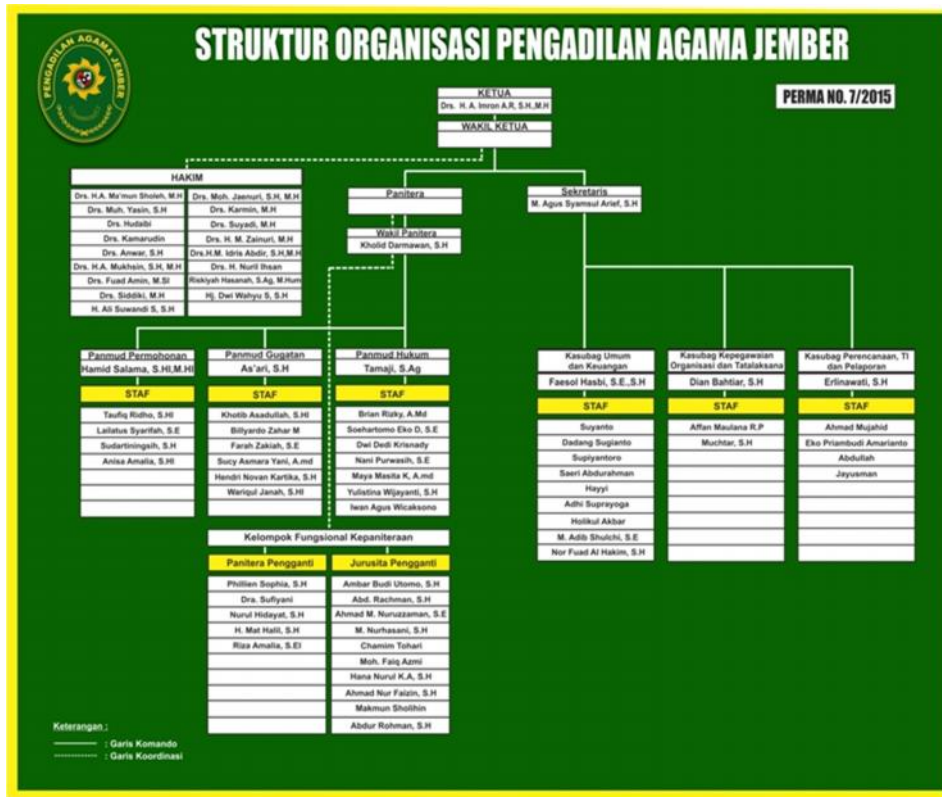 PENGADILAN AGAMA JEMBER
STRUKTUR ORGANISASI PENGADILAN AGAMA JEMBER
PERMA NO. 7/2015
KETUA
Drs. H. A. Imron A.R, S.H.,M.H
WAKIL KETUA
HAKIM
Drs. H.A. Ma'mun Sholeh, M.H
Drs. Muh. Yasin, S.H
Drs. Hudaibi
Drs. Kamarudin
Drs. Anwar, S.H
Drs. H.A. Mukhsin, S.H, M.H
Drs. Fuad Amin, M.SI
Drs. Siddiki, M.H
H. Ali Suwandi S, S.H
Drs. Moh. Jaenuri, S.H, M.H
Drs. Karmin, M.H
Drs. Suyadi, M.H
Drs. H. M. Zainuri, M.H
Drs.H.M. Idris Abdir, S.H,M.H
Drs. H. Nuril Ihsan
Riskiyah Hasanah, S.Ag, M.Hum
Hj. Dwi Wahyu S, S.H
Panitera
Wakil Panitera
Kholid Darmawan, S.H
Sekretaris
M. Agus Syamsul Arief, S.H
Panmud Permohonan
Hamid Salama, S.HI,M.HI
STAF
Taufiq Ridho, S.HI
Lailatus Syarifah, S.E
Sudartiningsih, S.H
Anisa Amalia, S.HI
Panmud Gugatan
As'ari, S.H
STAF
Khotib Asadullah, S.HI
Billyardo Zahar M
Farah Zakiah, S.E
Sucy Asmara Yani, A.md
Hendri Novan Kartika, S.H
Wariqul Janah, S.HI
Panmud Hukum
Tamaji, S.Ag
STAF
Brian Rizky, A.Md
Soehartomo Eko D, S.E
Dwi Dedi Krisnady
Nani Purwasih, S.E
Maya Masita K, A.md
Yulistina Wijayanti, S.H
Iwan Agus Wicaksono
Kasubag Umum
dan Keuangan
Faesol Hasbi, S.E.,S.H
STAF
Suyanto
Dadang Sugianto
Supiyantoro
Saeri Abdurahman
Hayyi
Adhi Suprayoga
Holikul Akbar
M. Adib Shulchi, S.E
Nor Fuad Al Hakim, S.H
Kasubag Kepegawaian
Organisasi dan Tatalaksana
Dian Bahtiar, S.H
STAF
Affan Maulana R.P
Muchtar, S.H
Kasubag Perencanaan, TI
dan Pelaporan
Erlinawati, S.H
STAF
Ahmad Mujahid
Eko Priambudi Amarianto
Abdullah
Jayusman
Kelompok Fungsional Kepaniteraan
Panitera Pengganti
Phillien Sophia, S.H
Dra. Sufiyani
Nurul Hidayat, S.H
H. Mat Halil, S.H
Riza Amalia, S.EI
Jurusita Pengganti
Ambar Budi Utomo, S.H
Abd. Rachman, S.H
Ahmad M. Nuruzzaman, S.E
M. Nurhasani, S.H
Chamim Tohari
Moh. Faiq Azmi
Hana Nurul K.A, S.H
Ahmad Nur Faizin, S.H
Makmun Sholihin
Abdur Rohman, S.H
Keterangan :
: Garis Komando
: Garis Koordinasi